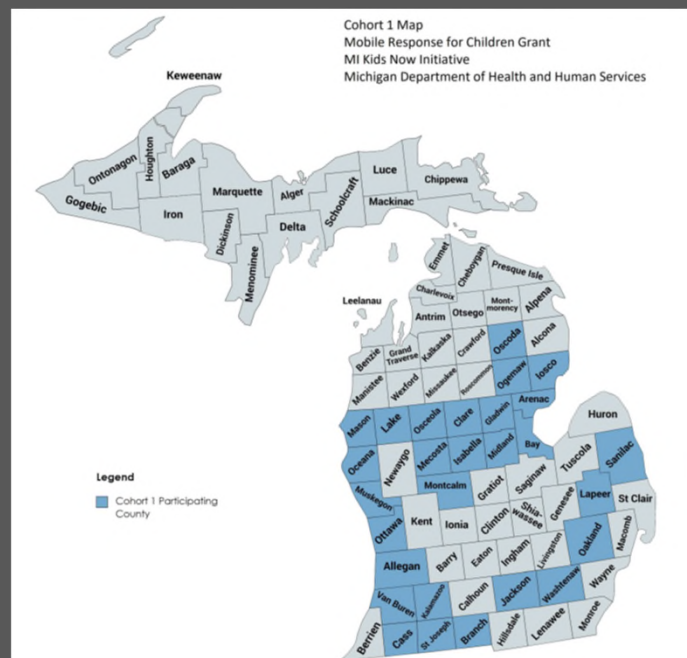 Cohort 1 Map
Mobile Response for Children Grant
MI Kids Now Initiative
Michigan Department of Health and Human Services
Keweenaw
Ontonagon
Houghton
Baraga
Gogebic
Iron
Marquette
Dickinson
Menominee
Alger
Delta
Schoolcraft
Luce
Mackinac
Chippewa
Emmet
Cheboygan
Presque Isle
Charlevoix
Leelanau
Antrim
Otsego
Mont-
morency
Alpena
Benzie
Grand
Traverse
Kalkaska
Crawford
Oscoda
Alcona
Manistee
Wexford
Missaukee
Roscommon
Ogemaw
Iosco
Arenac
Mason
Lake
Osceola
Clare
Gladwin
Huron
Oceana
Newaygo
Mecosta
Isabella
Midland
Bay
Tuscola
Sanilac
Muskegon
Montcalm
Gratiot
Saginaw
Genesee
Lapeer
St Clair
Ottawa
Kent
Ionia
Clinton
Shia-
wassee
Oakland
Macomb
Allegan
Barry
Eaton
Ingham
Livingston
Van Buren
Kalamazoo
Calhoun
Jackson
Washtenaw
Wayne
Berrien
Cass
St Joseph
Branch
Hillsdale
Lenawee
Monroe
Legend
Cohort 1 Participating
County